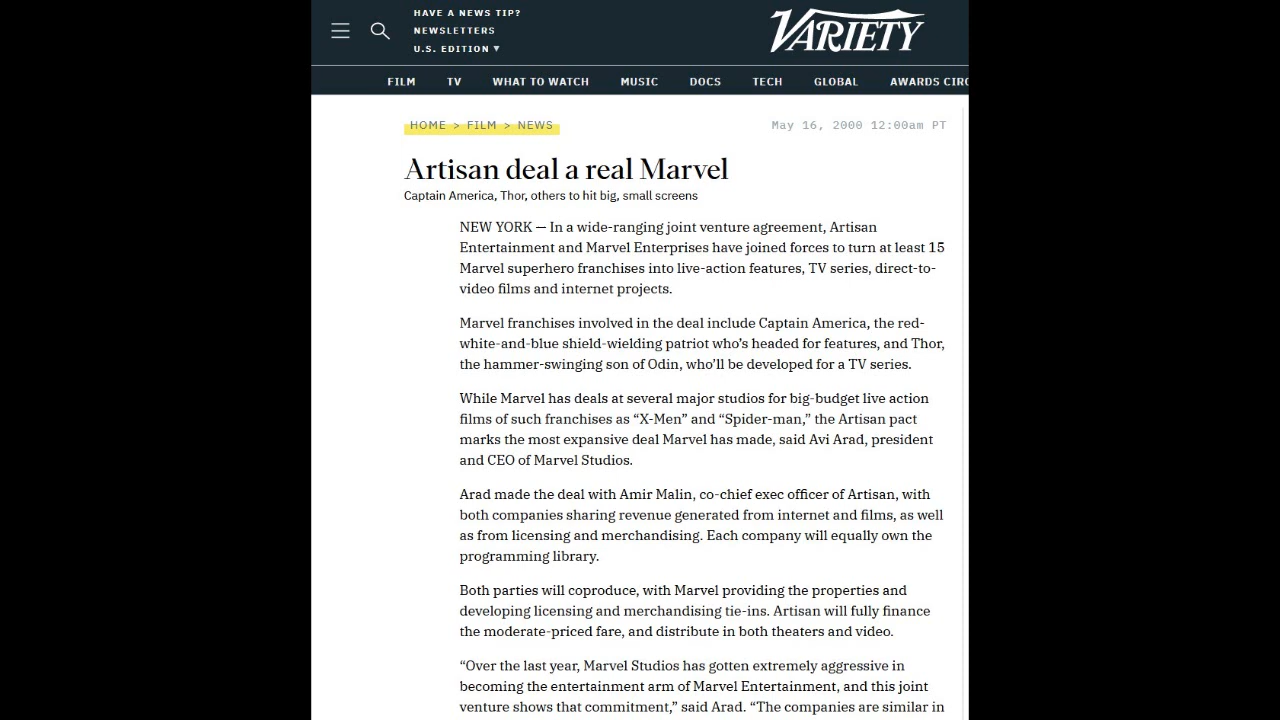 HAVE A NEWS TIP?
NEWSLETTERS
U.S. EDITION ▼
VARIETY
FILM TV WHAT TO WATCH MUSIC DOCS TECH GLOBAL AWARDS CIRC
HOME > FILM > NEWS
May 16, 2000 12:00am PT
Artisan deal a real Marvel
Captain America, Thor, others to hit big, small screens
NEW YORK — In a wide-ranging joint venture agreement, Artisan
Entertainment and Marvel Enterprises have joined forces to turn at least 15
Marvel superhero franchises into live-action features, TV series, direct-to-
video films and internet projects.
Marvel franchises involved in the deal include Captain America, the red-
white-and-blue shield-wielding patriot who’s headed for features, and Thor,
the hammer-swinging son of Odin, who’ll be developed for a TV series.
While Marvel has deals at several major studios for big-budget live action
films of such franchises as “X-Men” and “Spider-man,” the Artisan pact
marks the most expansive deal Marvel has made, said Avi Arad, president
and CEO of Marvel Studios.
Arad made the deal with Amir Malin, co-chief exec officer of Artisan, with
both companies sharing revenue generated from internet and films, as well
as from licensing and merchandising. Each company will equally own the
programming library.
Both parties will coproduce, with Marvel providing the properties and
developing licensing and merchandising tie-ins. Artisan will fully finance
the moderate-priced fare, and distribute in both theaters and video.
“Over the last year, Marvel Studios has gotten extremely aggressive in
becoming the entertainment arm of Marvel Entertainment, and this joint
venture shows that commitment,” said Arad. “The companies are similar in